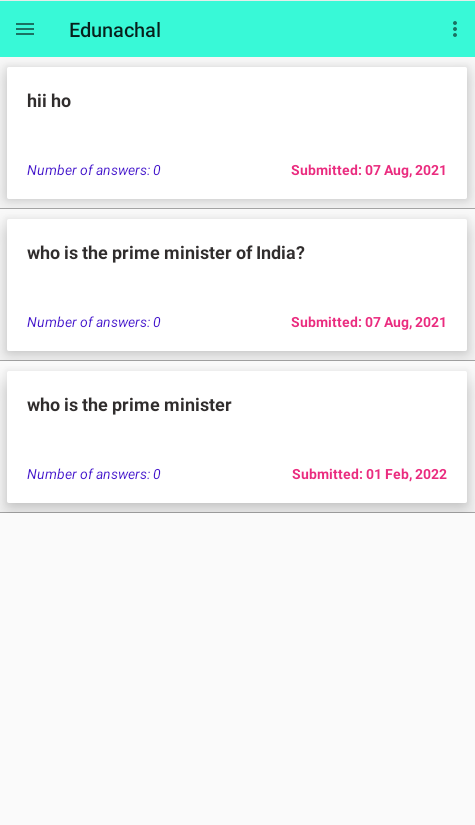 Edunachal
hii ho
Number of answers: 0 Submitted: 07 Aug, 2021
who is the prime minister of India?
Number of answers: 0 Submitted: 07 Aug, 2021
who is the prime minister
Number of answers: 0 Submitted: 01 Feb, 2022